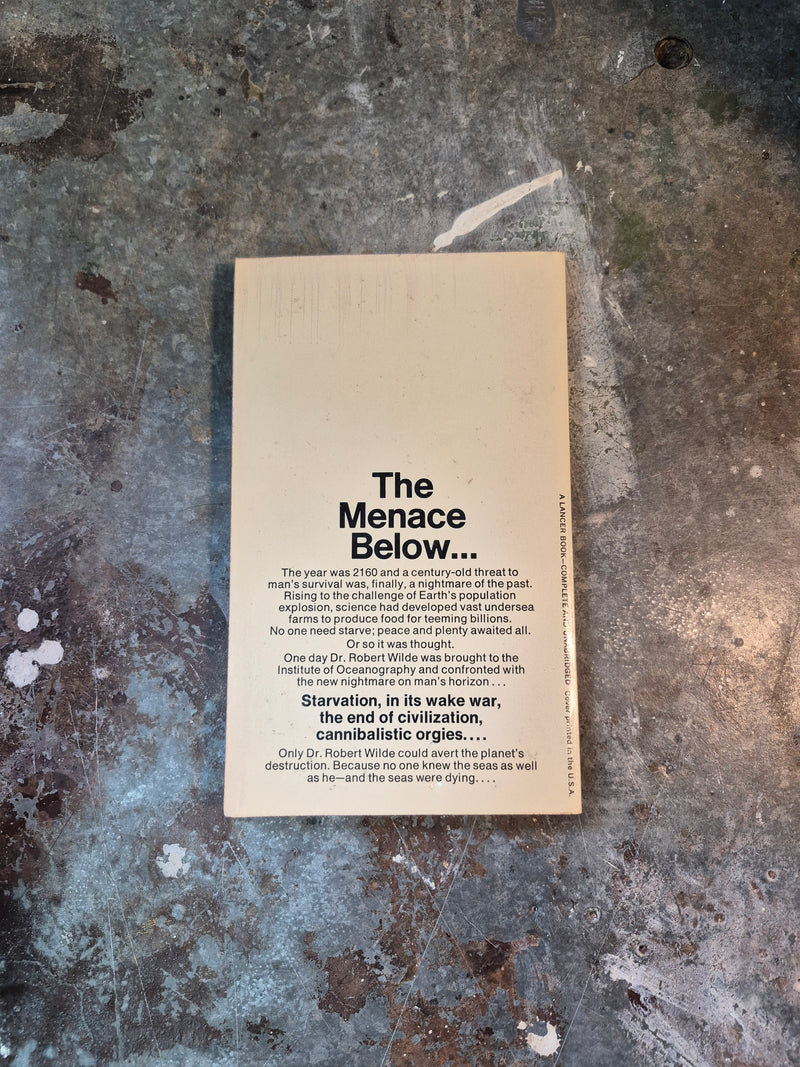 The
Menace
Below...
The year was 2160 and a century-old threat to
man's survival was, finally, a nightmare of the past.
Rising to the challenge of Earth's population
explosion, science had developed vast undersea
farms to produce food for teeming billions.
No one need starve; peace and plenty awaited all.
Or so it was thought.
One day Dr. Robert Wilde was brought to the
Institute of Oceanography and confronted with
the new nightmare on man's horizon . . .
Starvation, in its wake war,
the end of civilization,
cannibalistic orgies. . . .
Only Dr. Robert Wilde could avert the planet's
destruction. Because no one knew the seas as well
as he—and the seas were dying. . . .
A LANCER BOOK—COMPLETE AND UNABRIDGED Cover printed in the U.S.A.